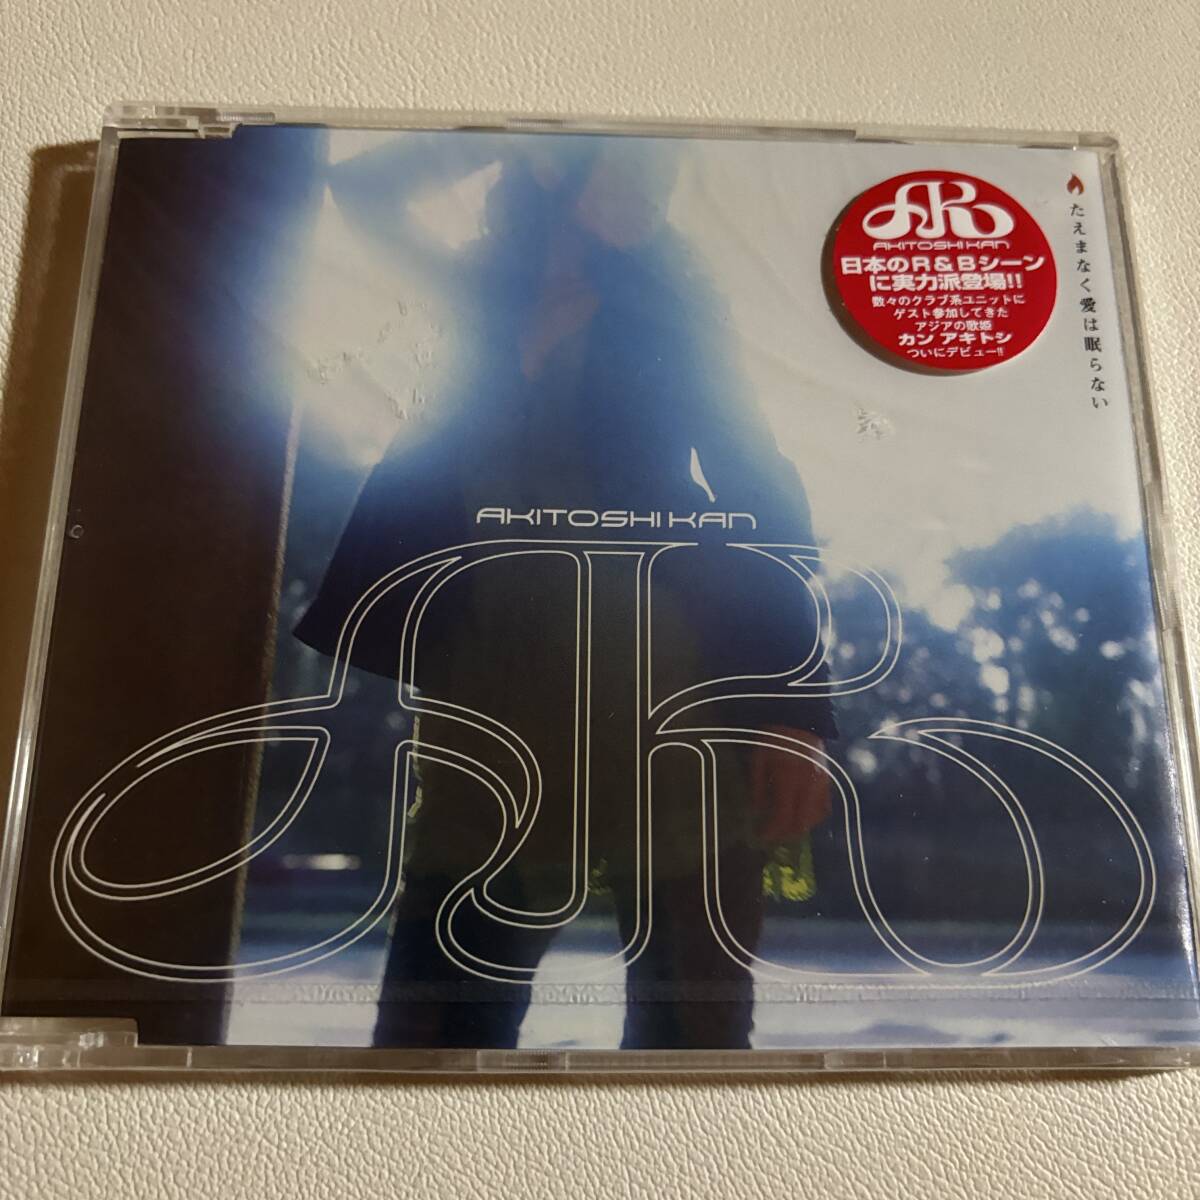 AK
AKITOSHI KAN
日本のR&Bシーン
に実力派登場!!
数々のクラブ系ユニットに
ゲスト参加してきた
アジアの歌姫
カン アキトシ
ついにデビュー!!
たえまなく愛は眠らない
AKITOSHI KAN
AK